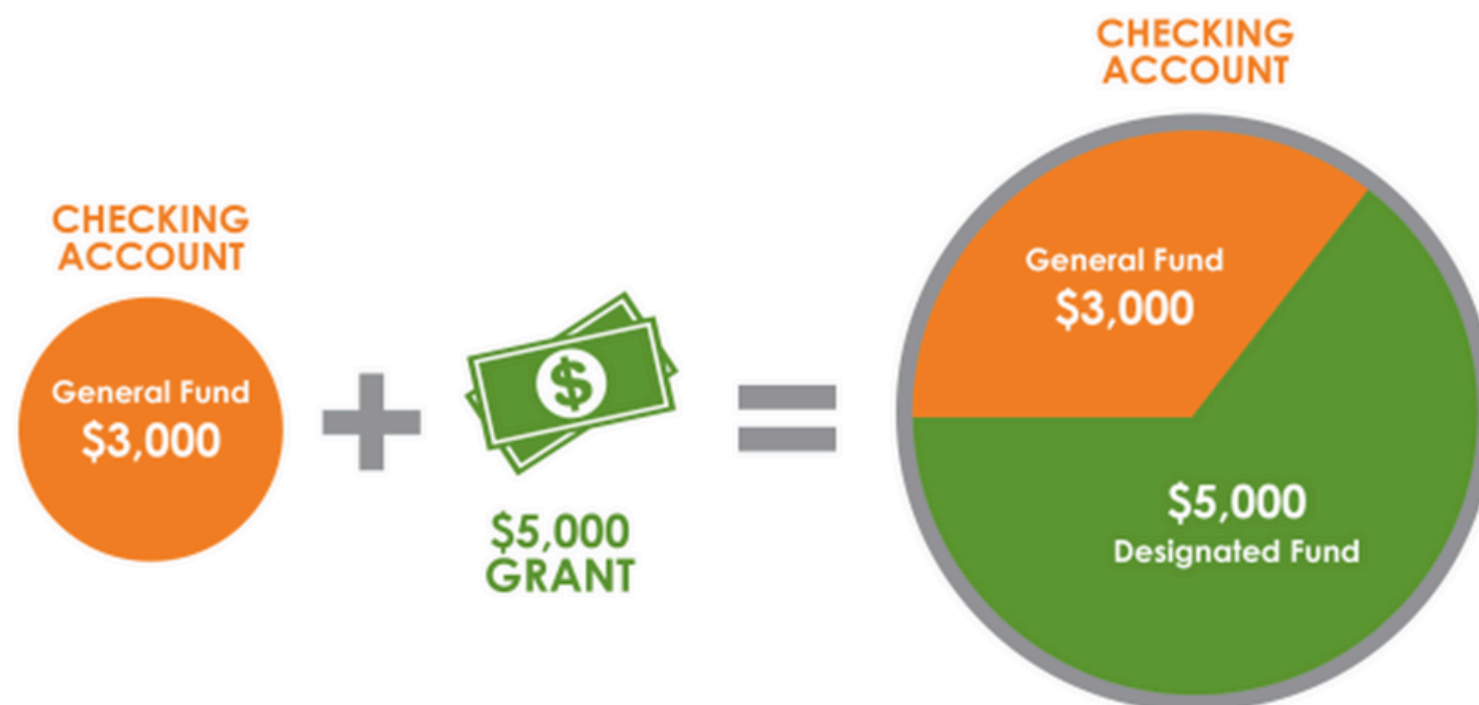 CHECKING
ACCOUNT
General Fund
$3,000
$
$5,000
GRANT
CHECKING
ACCOUNT
General Fund
$3,000
$5,000
Designated Fund